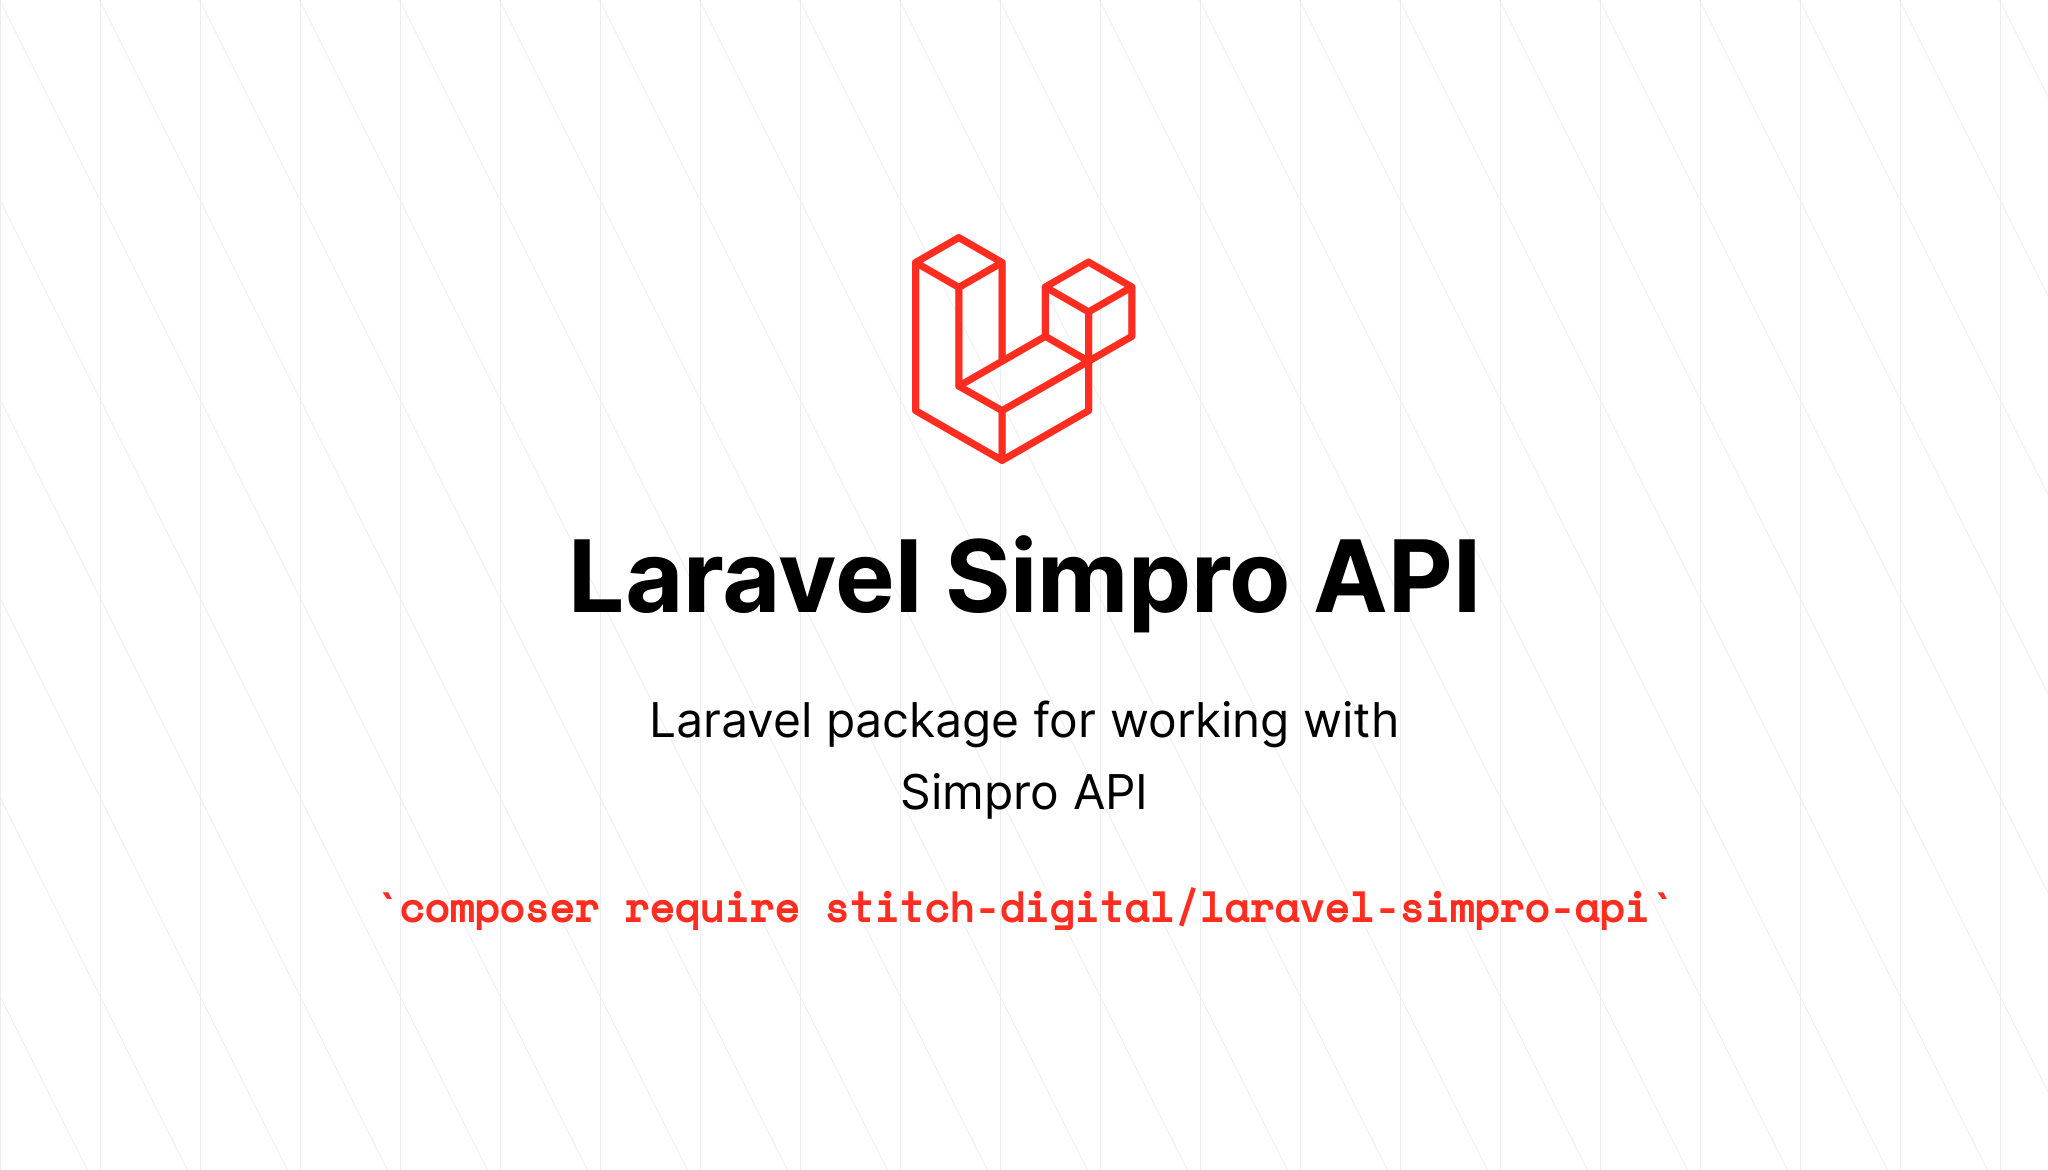 Laravel Simpro API
Laravel package for working with
Simpro API
`composer require stitch-digital/laravel-simpro-api`